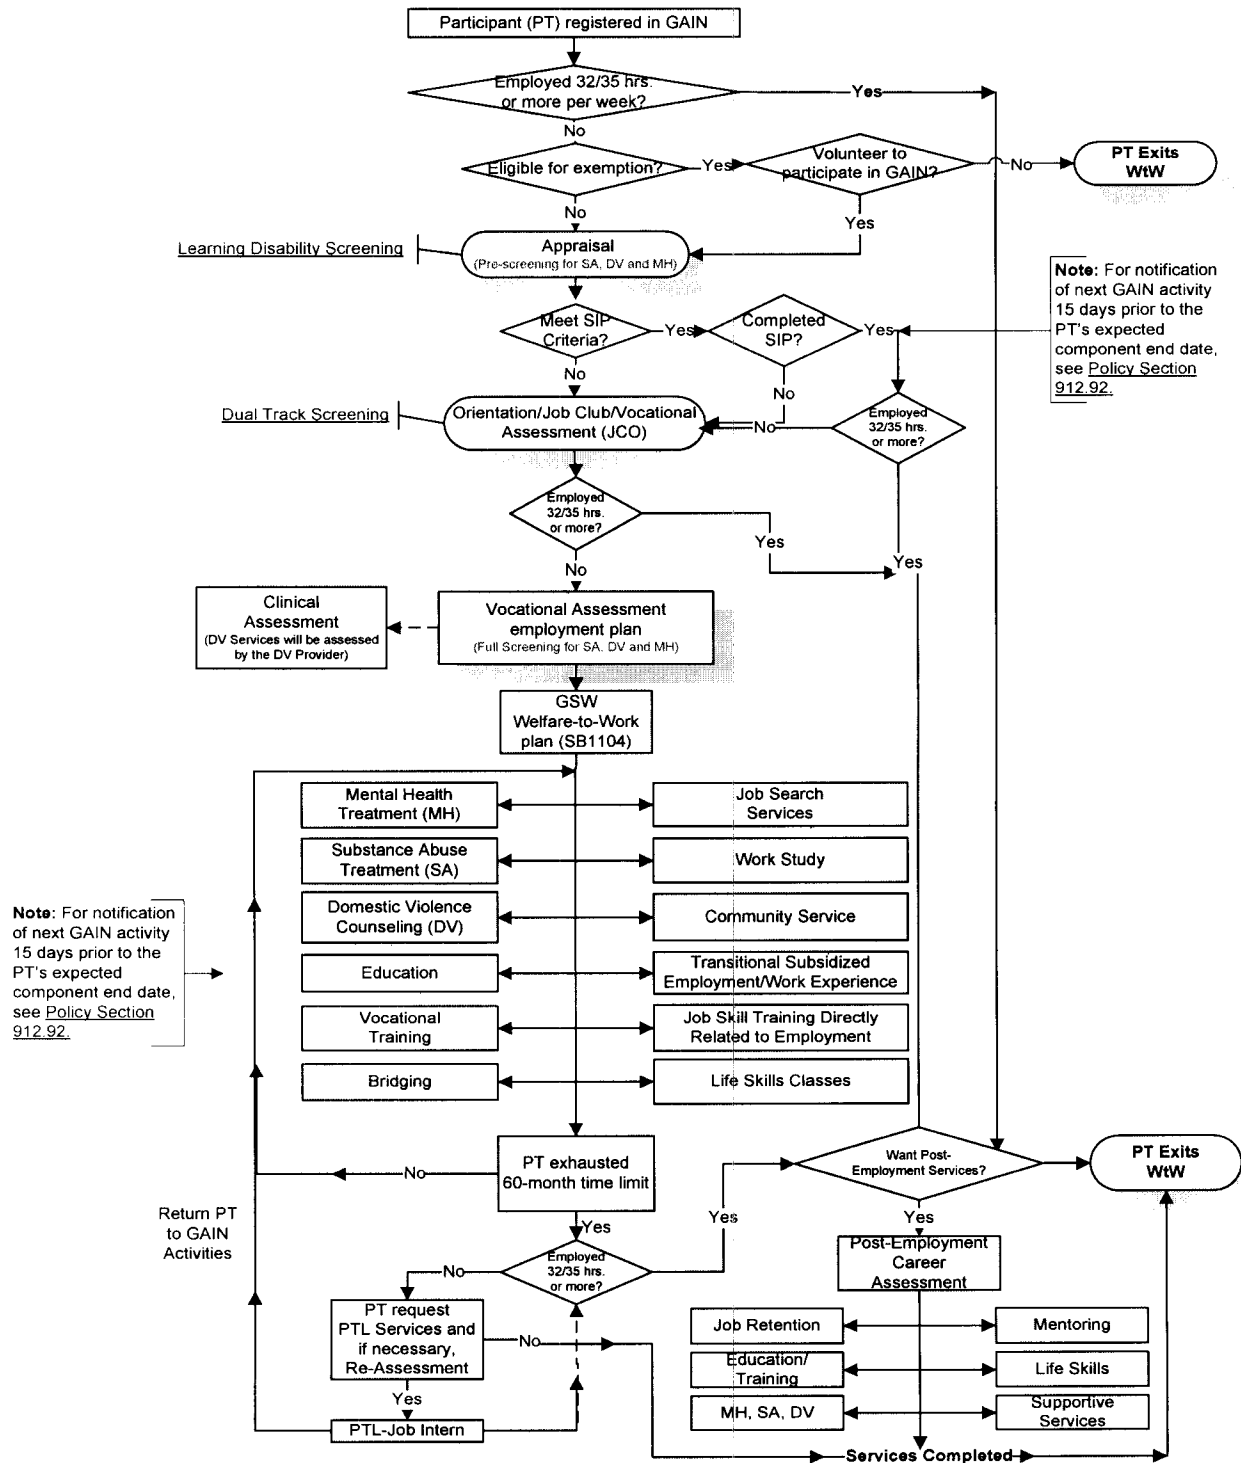 Participant (PT) registered in GAIN
Employed 32/35 hrs.
or more per week?
Yes
No
Eligible for exemption?
Yes
Volunteer to
participate in GAIN?
No
PT Exits
WtW
No
Yes
Learning Disability Screening
Appraisal
(Pre-screening for SA, DV and MH)
Note: For notification
of next GAIN activity
15 days prior to the
PT's expected
component end date,
see Policy Section
912.92.
Meet SIP
Criteria?
Yes
Completed
SIP?
Yes
No
No
Dual Track Screening
Orientation/Job Club/Vocational
Assessment (JCO)
No
Employed
32/35 hrs.
or more?
Employed
32/35 hrs.
or more?
Yes
Yes
No
Clinical
Assessment
(DV Services will be assessed
by the DV Provider)
Vocational Assessment
employment plan
(Full Screening for SA, DV and MH)
GSW
Welfare-to-Work
plan (SB1104)
Mental Health
Treatment (MH)
Job Search
Services
Substance Abuse
Treatment (SA)
Work Study
Domestic Violence
Counseling (DV)
Community Service
Note: For notification
of next GAIN activity
15 days prior to the
PT's expected
component end date,
see Policy Section
912.92.
Education
Transitional Subsidized
Employment/Work Experience
Vocational
Training
Job Skill Training Directly
Related to Employment
Bridging
Life Skills Classes
PT exhausted
60-month time limit
No
Want Post-
Employment Services?
PT Exits
WtW
Return PT
to GAIN
Activities
Yes
Yes
Yes
Employed
32/35 hrs.
or more?
No
Post-Employment
Career
Assessment
PT request
PTL Services and
if necessary,
Re-Assessment
No
Job Retention
Mentoring
Education/
Training
Life Skills
Yes
MH, SA, DV
Supportive
Services
PTL-Job Intern
Services Completed